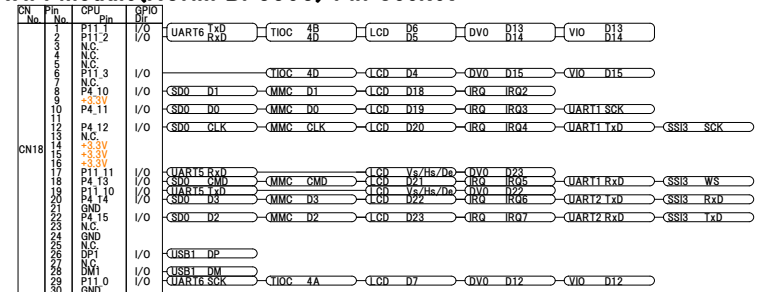 CN No. Pin No. CPU Pin GPIO Dir
1 P11_1 I/O UART6 TxD TIOC 4B LCD D6 DV0 D13 VIO D13
2 P11_2 I/O RxD 4D D5 D14 D14
3 N.C.
4 N.C.
5 N.C.
6 P11_3 I/O TIOC 4D LCD D4 DV0 D15 VIO D15
7 N.C.
8 P4_10 I/O SD0 D1 MMC D1 LCD D18 IRQ IRQ2
9 +3.3V
10 P4_11 I/O SD0 D0 MMC D0 LCD D19 IRQ IRQ3 UART1 SCK
11
12 P4_12 I/O SD0 CLK MMC CLK LCD D20 IRQ IRQ4 UART1 TxD SSI3 SCK
13 N.C.
14 +3.3V
CN18 15 +3.3V
16 +3.3V
17 P11_11 I/O UART5 RxD LCD Vs/Hs/De DV0 D23
18 P4_13 I/O SD0 CMD MMC CMD LCD D21 IRQ IRQ5 UART1 RxD SSI3 WS
19 P11_10 I/O UART5 TxD LCD Vs/Hs/De DV0 D22
20 P4_14 I/O SD0 D3 MMC D3 LCD D22 IRQ IRQ6 UART2 TxD SSI3 RxD
21 GND
22 P4_15 I/O SD0 D2 MMC D2 LCD D23 IRQ IRQ7 UART2 RxD SSI3 TxD
23 N.C.
24 GND
25 N.C.
26 DP1 I/O USB1 DP
27 N.C.
28 DM1 I/O USB1 DM
29 P11_0 I/O UART6 SCK TIOC 4A LCD D7 DV0 D12 VIO D12
30 GND